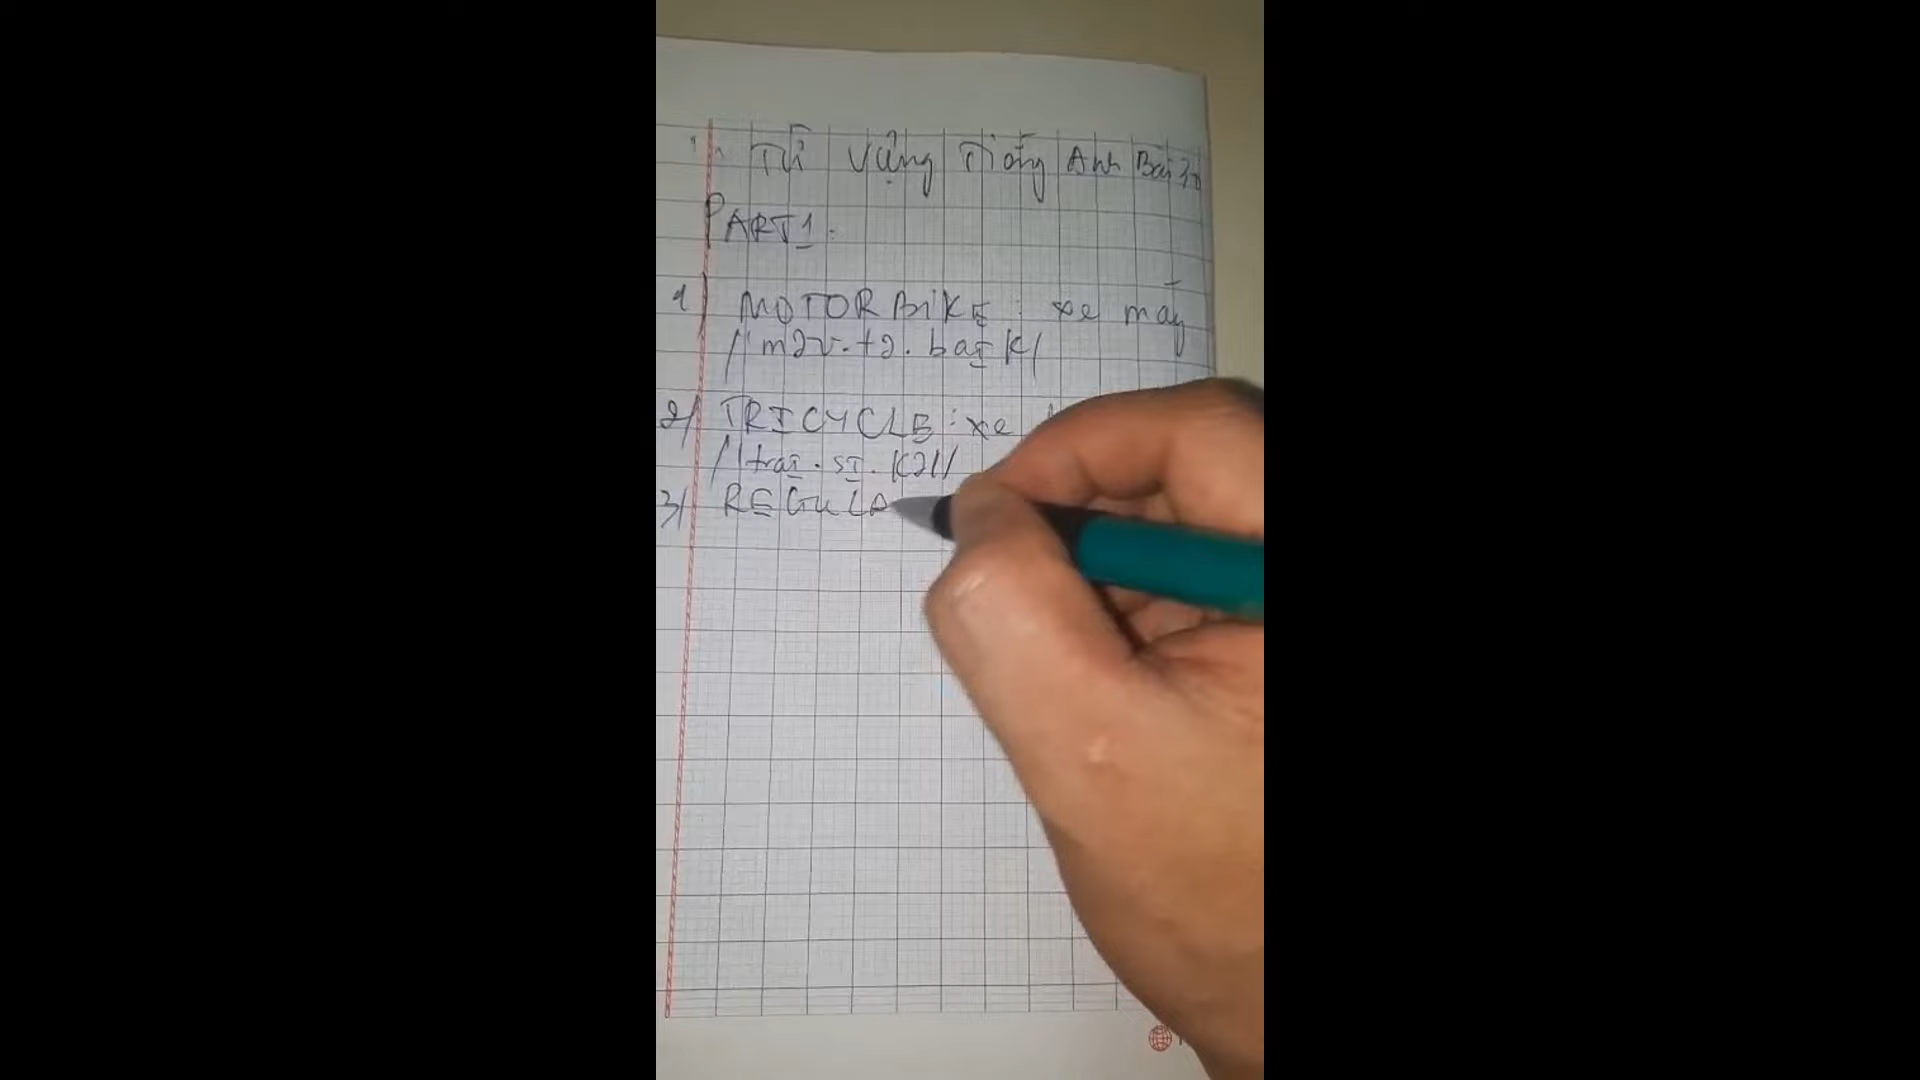 Từ vựng Tiếng Anh Bài
PART 1:
1) MOTORBIKE: xe máy
/ˈməʊ.tə.baɪk/
2) TRICYCLE: xe
/ˈtraɪ.sɪ.kəl/
3) REGULA